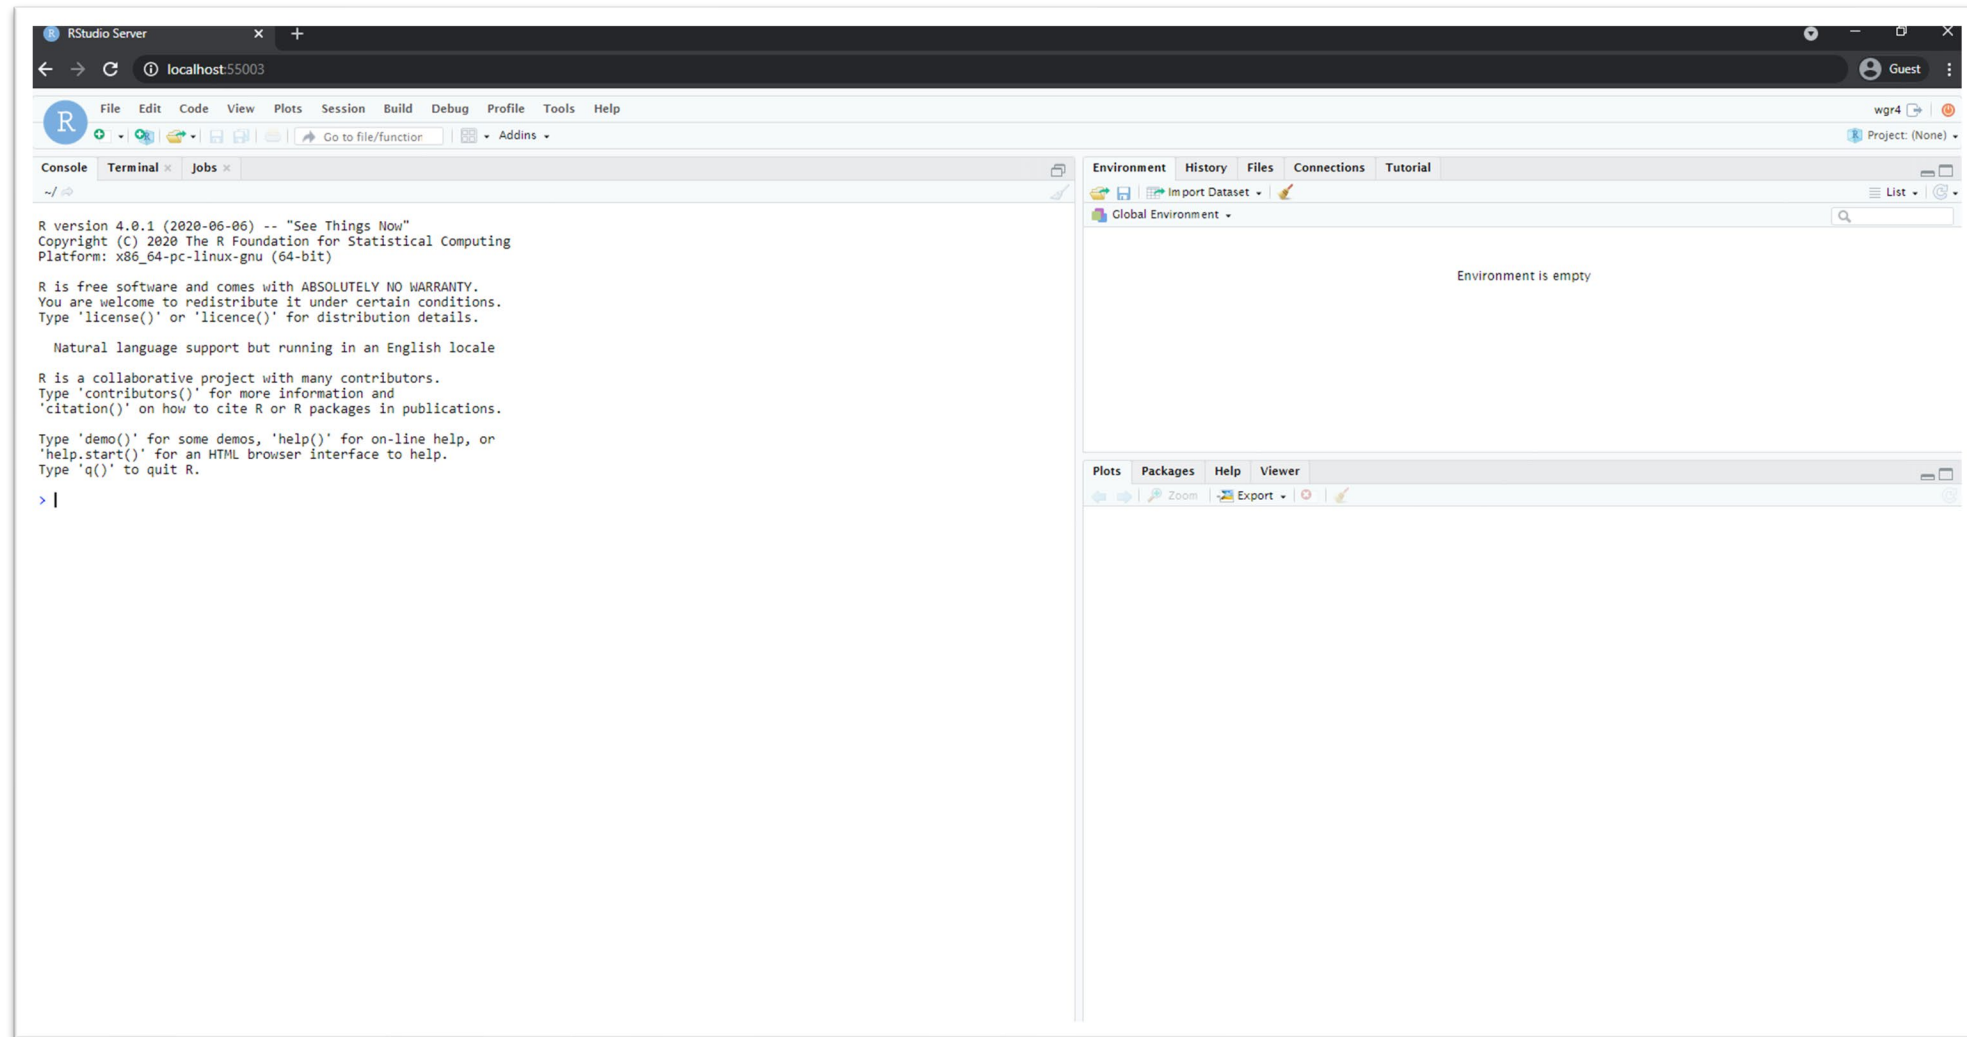 RStudio Server
localhost:55003
Guest
R
File Edit Code View Plots Session Build Debug Profile Tools Help
wgr4
Go to file/function
Addins
Project: (None)
Console Terminal Jobs
~/
R version 4.0.1 (2020-06-06) -- "See Things Now"
Copyright (C) 2020 The R Foundation for Statistical Computing
Platform: x86_64-pc-linux-gnu (64-bit)
R is free software and comes with ABSOLUTELY NO WARRANTY.
You are welcome to redistribute it under certain conditions.
Type 'license()' or 'licence()' for distribution details.
Natural language support but running in an English locale
R is a collaborative project with many contributors.
Type 'contributors()' for more information and
'citation()' on how to cite R or R packages in publications.
Type 'demo()' for some demos, 'help()' for on-line help, or
'help.start()' for an HTML browser interface to help.
Type 'q()' to quit R.
>
Environment History Files Connections Tutorial
Import Dataset
List
Global Environment
Environment is empty
Plots Packages Help Viewer
Zoom Export